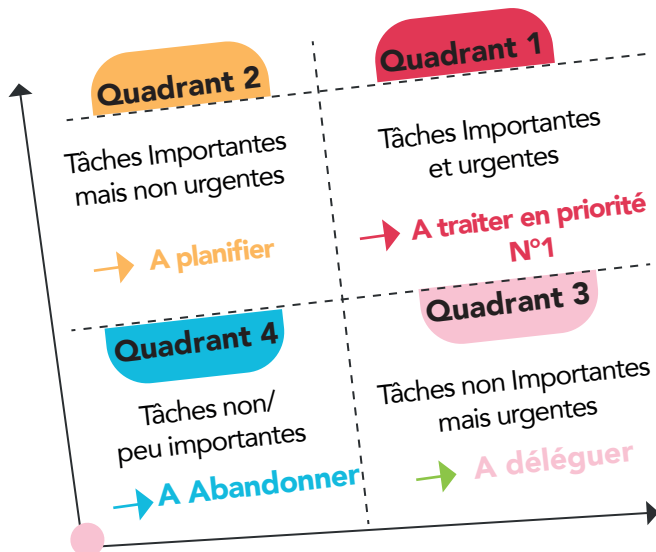 Quadrant 2
Tâches Importantes
mais non urgentes
A planifier
Quadrant 1
Tâches Importantes
et urgentes
A traiter en priorité
N°1
Quadrant 4
Tâches non/
peu importantes
A Abandonner
Quadrant 3
Tâches non Importantes
mais urgentes
A déléguer